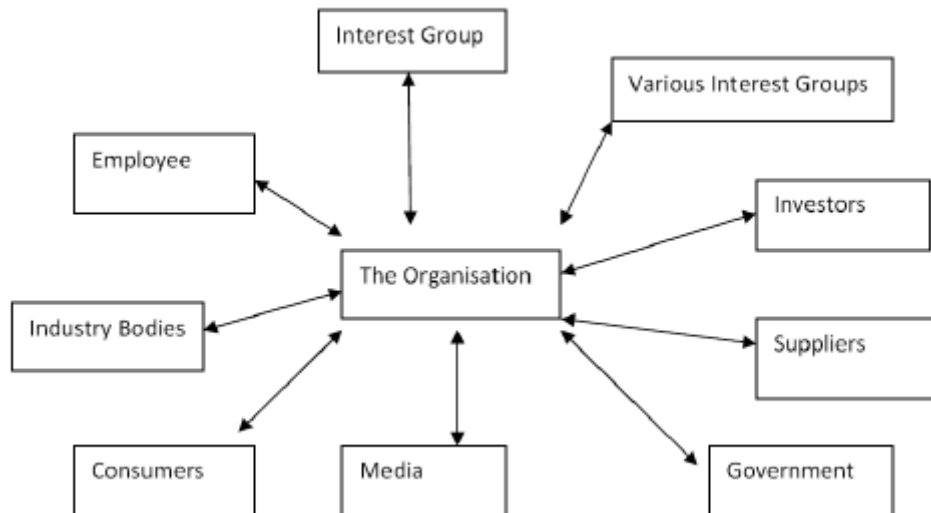 Interest Group
Various Interest Groups
Employee
Investors
The Organisation
Industry Bodies
Suppliers
Consumers
Media
Government